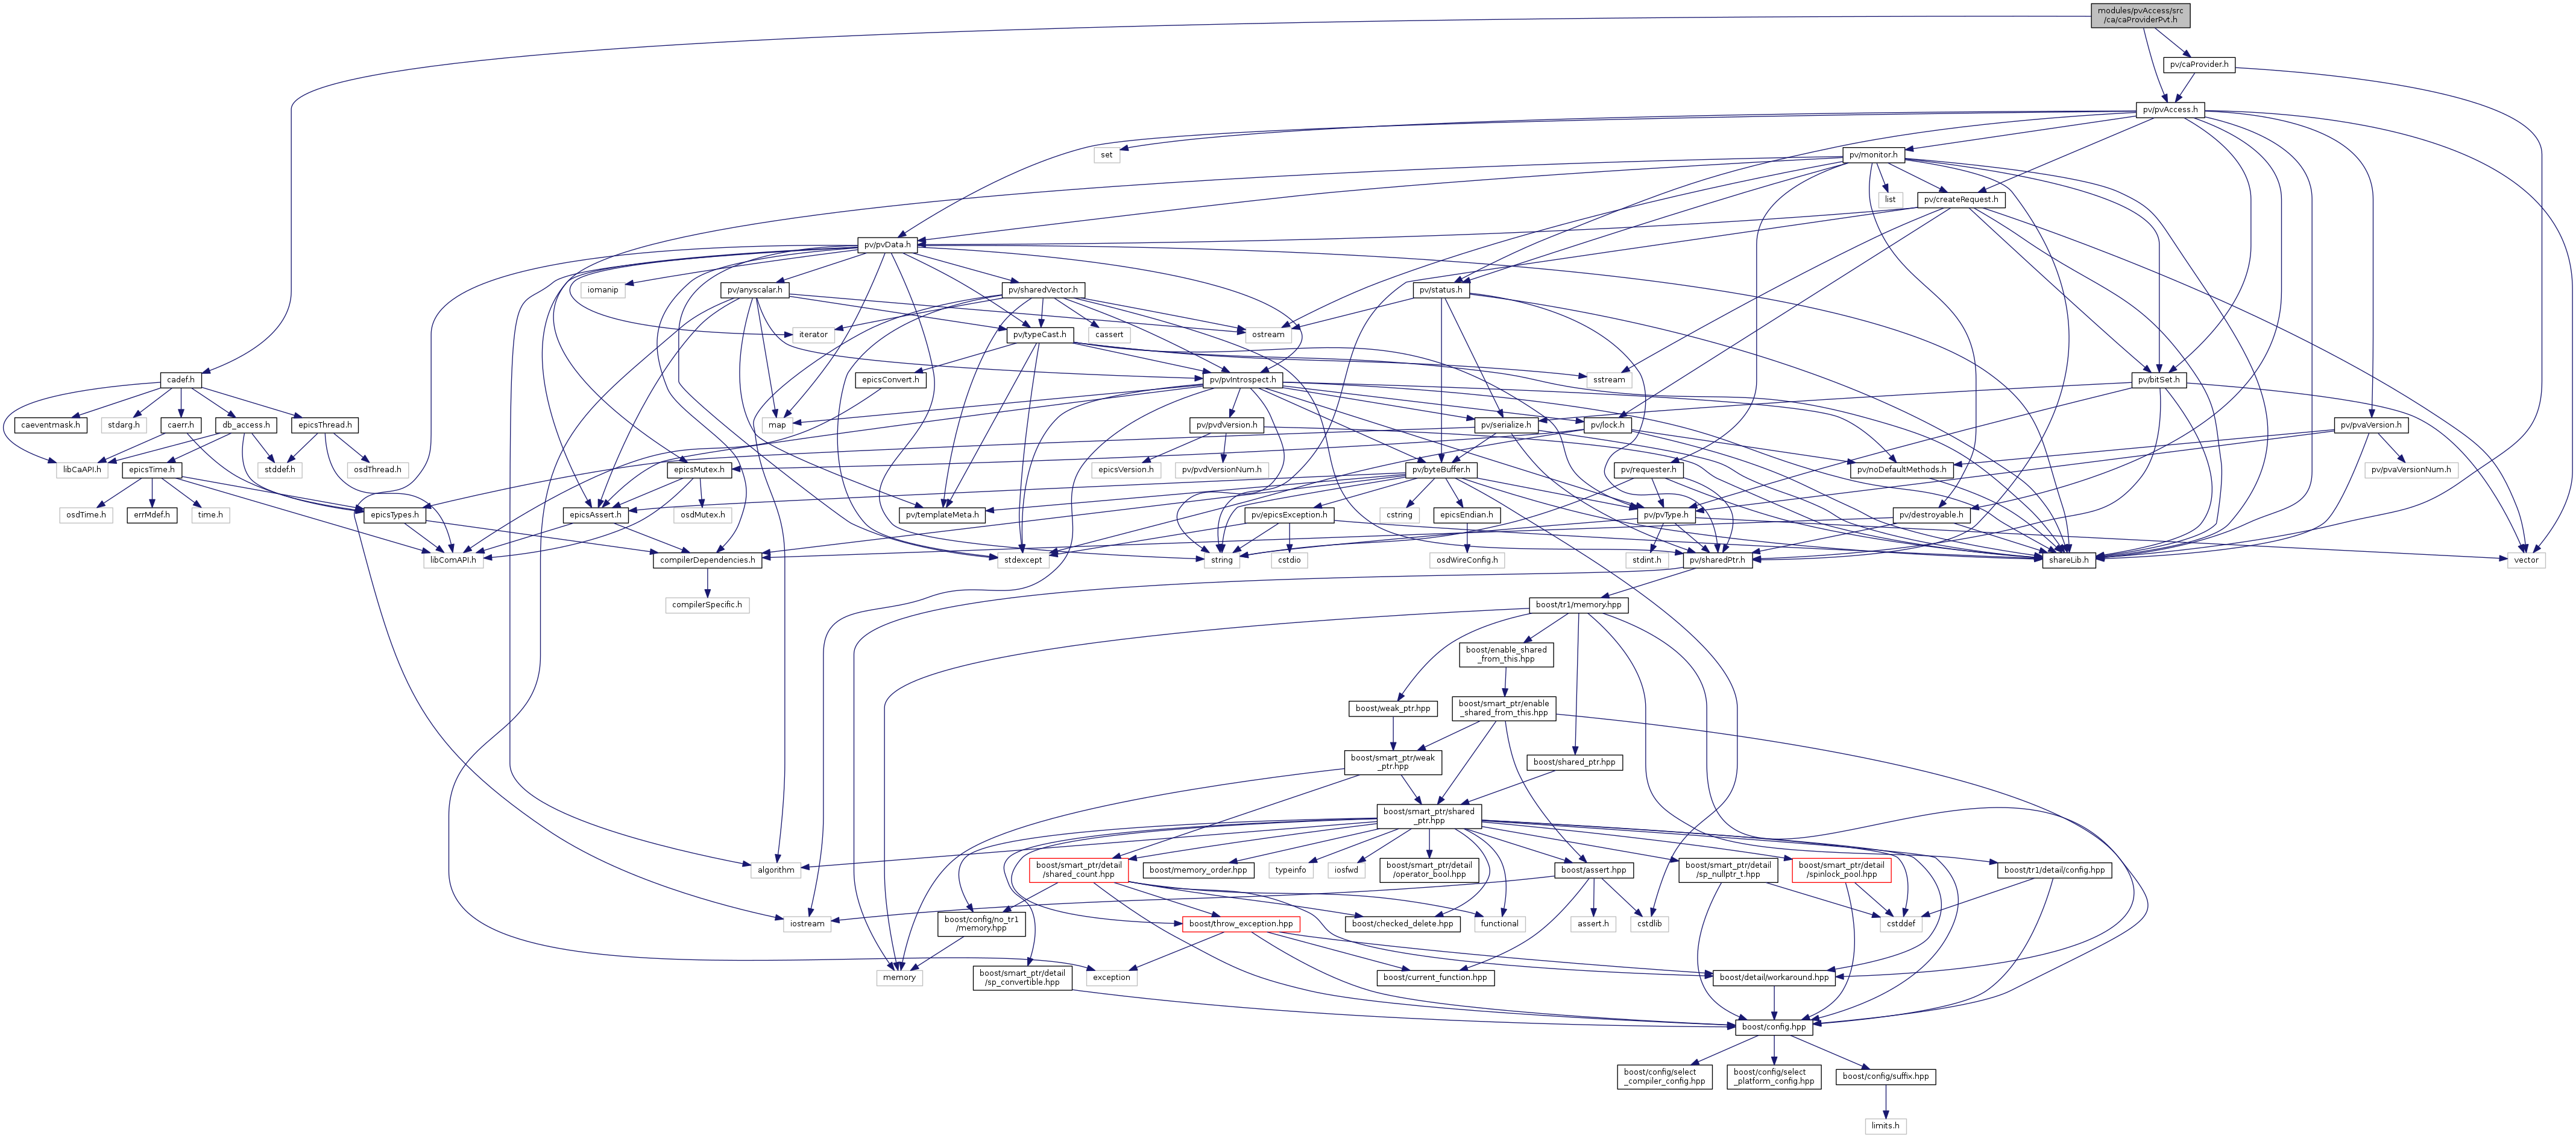 modules/pvAccess/src
/ca/caProviderPvt.h
pv/caProvider.h
pv/pvAccess.h
set
pv/monitor.h
list
pv/createRequest.h
pv/pvData.h
iomanip
pv/anyscalar.h
pv/sharedVector.h
pv/status.h
iterator
pv/typeCast.h
cassert
ostream
cadef.h
epicsConvert.h
pv/pvIntrospect.h
sstream
pv/bitSet.h
caeventmask.h
stdarg.h
caerr.h
db_access.h
epicsThread.h
map
pv/pvdVersion.h
pv/serialize.h
pv/lock.h
pv/pvaVersion.h
libCaAPI.h
epicsTime.h
stddef.h
osdThread.h
epicsMutex.h
epicsVersion.h
pv/pvdVersionNum.h
pv/byteBuffer.h
pv/requester.h
pv/noDefaultMethods.h
pv/pvaVersionNum.h
osdTime.h
errMdef.h
time.h
epicsTypes.h
epicsAssert.h
osdMutex.h
pv/templateMeta.h
pv/epicsException.h
cstring
epicsEndian.h
pv/pvType.h
pv/destroyable.h
libComAPI.h
compilerDependencies.h
stdexcept
string
cstdio
osdWireConfig.h
stdint.h
pv/sharedPtr.h
shareLib.h
vector
compilerSpecific.h
boost/tr1/memory.hpp
boost/enable_shared
_from_this.hpp
boost/weak_ptr.hpp
boost/smart_ptr/enable
_shared_from_this.hpp
boost/smart_ptr/weak
_ptr.hpp
boost/shared_ptr.hpp
boost/smart_ptr/shared
_ptr.hpp
algorithm
boost/smart_ptr/detail
/shared_count.hpp
boost/memory_order.hpp
typeinfo
iosfwd
boost/smart_ptr/detail
/operator_bool.hpp
boost/assert.hpp
boost/smart_ptr/detail
/sp_nullptr_t.hpp
boost/smart_ptr/detail
/spinlock_pool.hpp
boost/tr1/detail/config.hpp
iostream
boost/config/no_tr1
/memory.hpp
boost/throw_exception.hpp
boost/checked_delete.hpp
functional
assert.h
cstdlib
cstddef
memory
boost/smart_ptr/detail
/sp_convertible.hpp
exception
boost/current_function.hpp
boost/detail/workaround.hpp
boost/config.hpp
boost/config/select
_compiler_config.hpp
boost/config/select
_platform_config.hpp
boost/config/suffix.hpp
limits.h